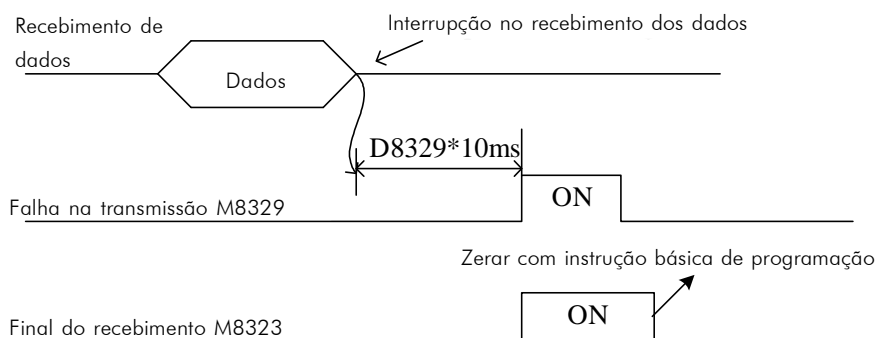 Recebimento de
dados
Interrupção no recebimento dos dados
Dados
D8329*10ms
Falha na transmissão M8329
ON
Zerar com instrução básica de programação
Final do recebimento M8323
ON